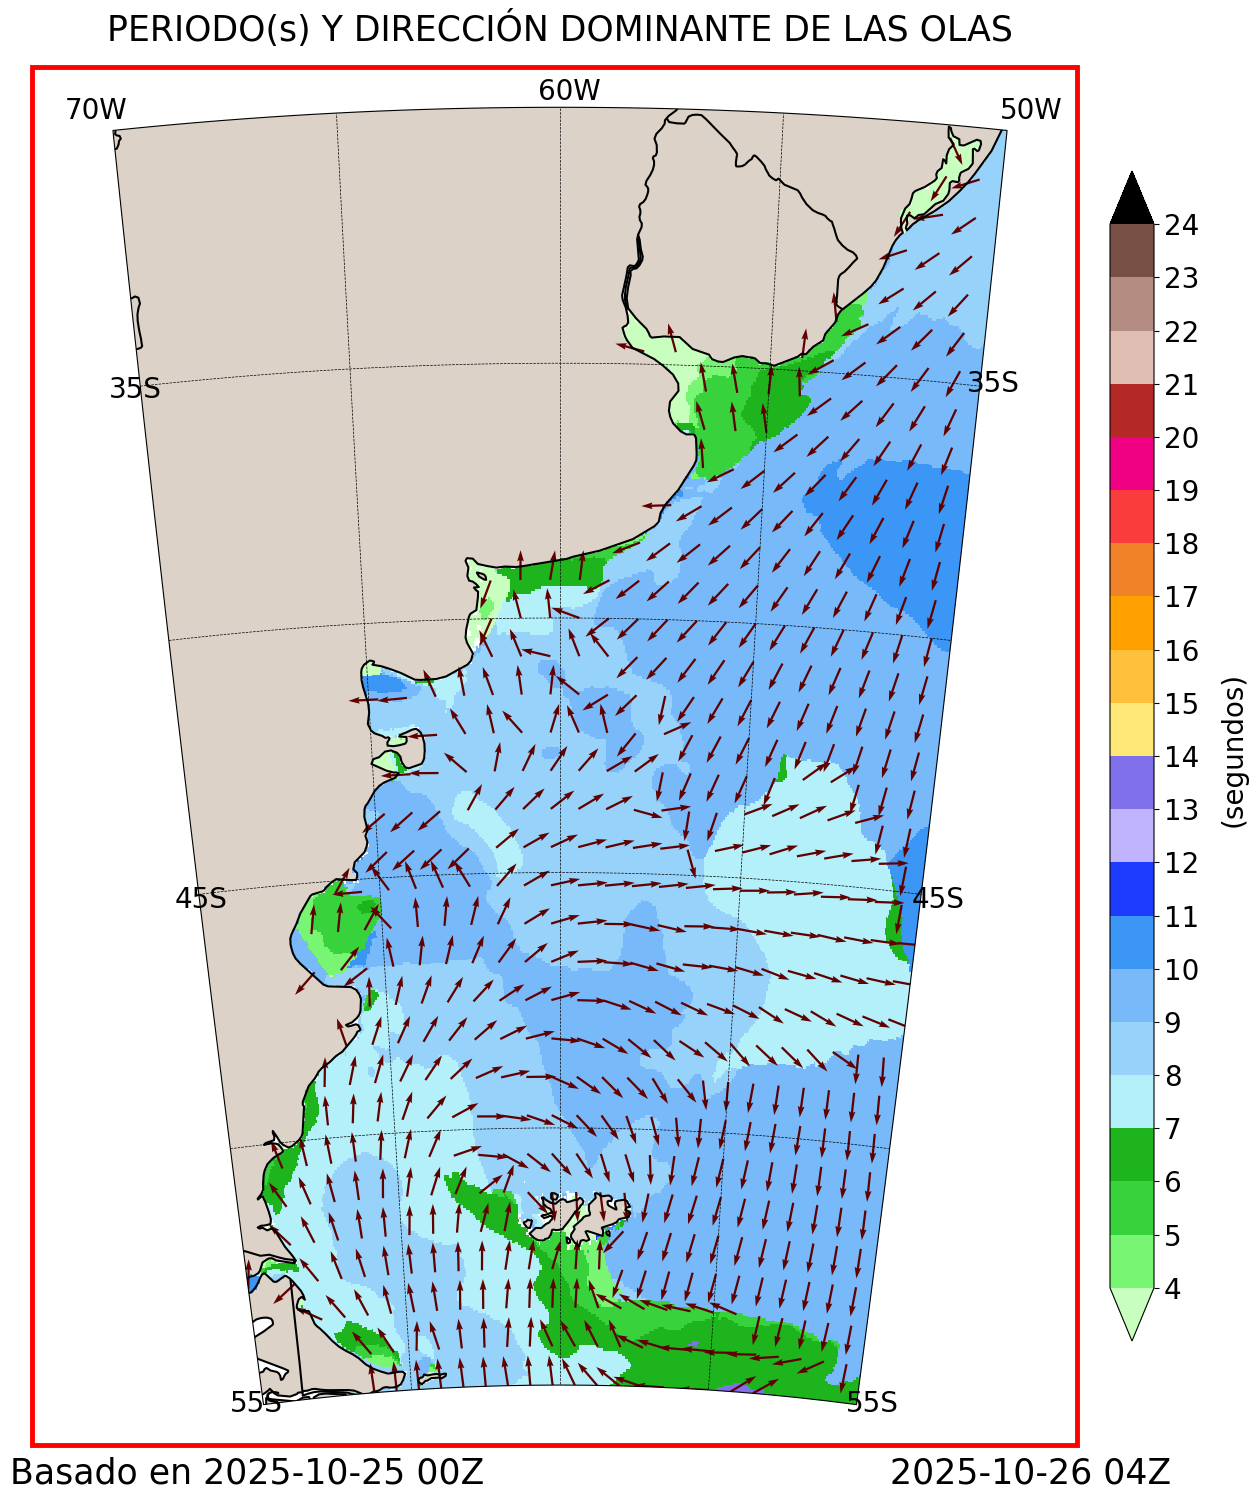 PERIODO(s) Y DIRECCIÓN DOMINANTE DE LAS OLAS
70W
60W
50W
35S
35S
45S
45S
55S
55S
24
23
22
21
20
19
18
17
16
15
14
13
12
11
10
9
8
7
6
5
4
(segundos)
Basado en 2025-10-25 00Z
2025-10-26 04Z